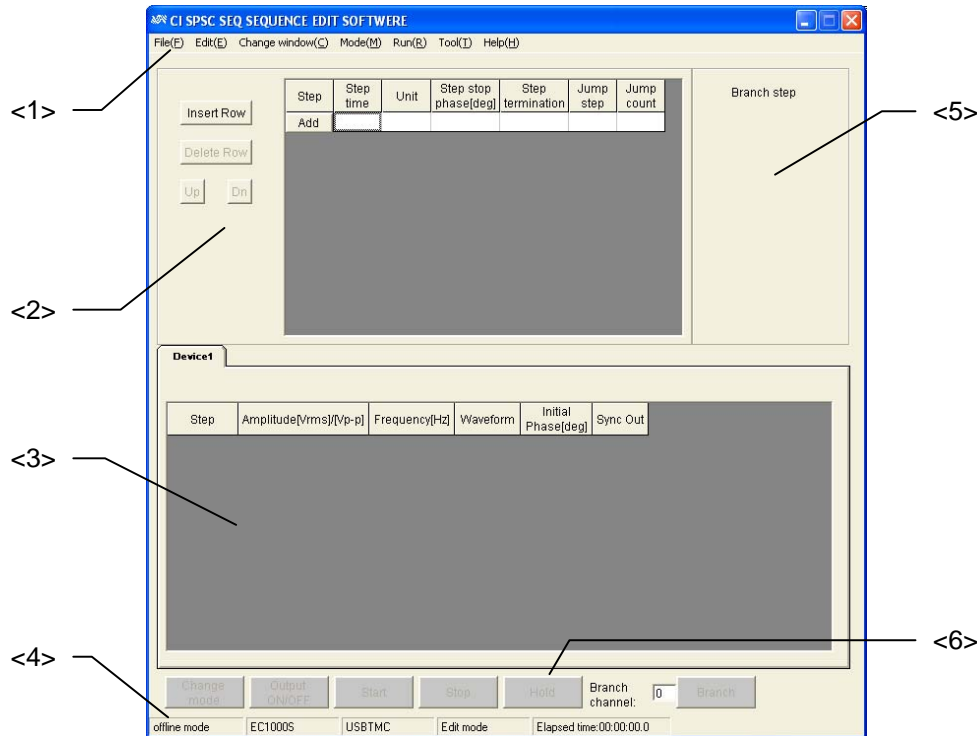 CI SPSC SEQ SEQUENCE EDIT SOFTWERE
File(F) Edit(E) Change window(C) Mode(M) Run(R) Tool(T) Help(H)
<1>
Insert Row
Delete Row
Up Dn
<2>
Step Step time Unit Step stop phase[deg] Step termination Jump step Jump count
Add
Branch step
<5>
Device1
Step Amplitude[Vrms]/[Vp-p] Frequency[Hz] Waveform Initial Phase[deg] Sync Out
<3>
<6>
<4>
Change mode Output ON/OFF Start Stop Hold Branch channel: 0 Branch
offline mode EC1000S USBTMC Edit mode Elapsed time:00:00:00.0